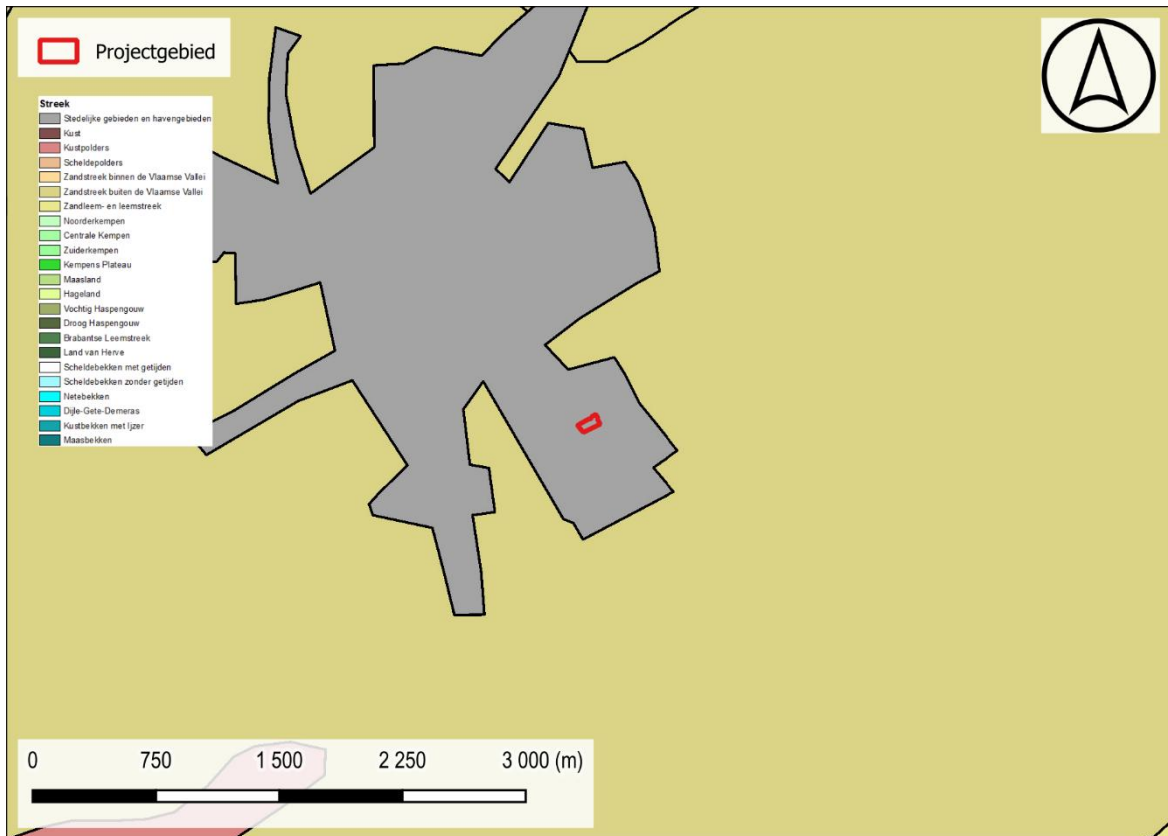 Projectgebied
Streek
Stedelijke gebieden en havengebieden
Kust
Kustpolders
Scheldepolders
Zandstreek binnen de Vlaamse Vallei
Zandstreek buiten de Vlaamse Vallei
Zandleem- en leemstreek
Noorderkempen
Centrale Kempen
Zuiderkempen
Kempens Plateau
Maasland
Hageland
Vochtig Haspengouw
Droog Haspengouw
Brabantse Leemstreek
Land van Herve
Scheldebekken met getijden
Scheldebekken zonder getijden
Netebekken
Dijle-Gete-Demeras
Kustbekken met Ijzer
Maasbekken
0 750 1 500 2 250 3 000 (m)